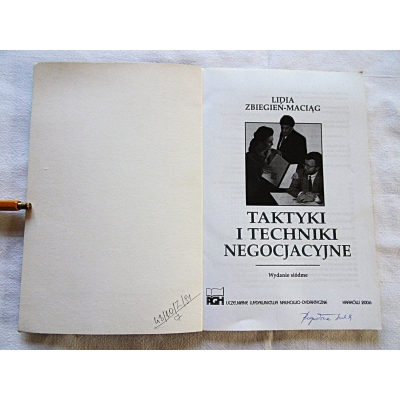 LIDIA
ZBIEGIEŃ-MACIĄG
TAKTYKI
I TECHNIKI
NEGOCJACYJNE
Wydanie siódme
AGH
UCZELNIANE WYDAWNICTWA NAUKOWO-DYDAKTYCZNE KRAKÓW 2006